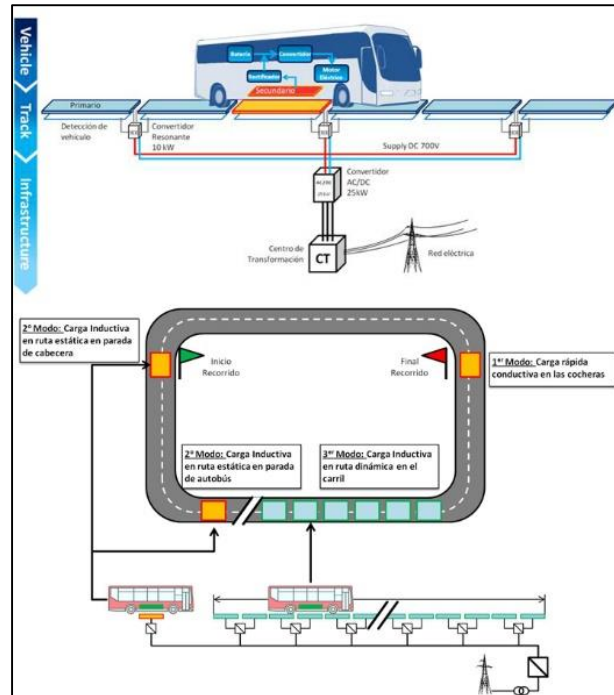 Vehicle
Track
Infrastructure
Batería
Convertidor
Motor
Eléctrico
Rectificador
Secundario
Primario
Detección de
vehículo
Convertidor
Resonante
10 kW
Supply DC 700V
Convertidor
AC/DC
25kW
Centro de
Transformación
CT
Red eléctrica
2º Modo: Carga Inductiva
en ruta estática en parada
de cabecera
Inicio
Recorrido
Final
Recorrido
1er Modo: Carga rápida
conductiva en las cocheras
2º Modo: Carga Inductiva
en ruta estática en parada
de autobús
3er Modo: Carga Inductiva
en ruta dinámica en el
carril